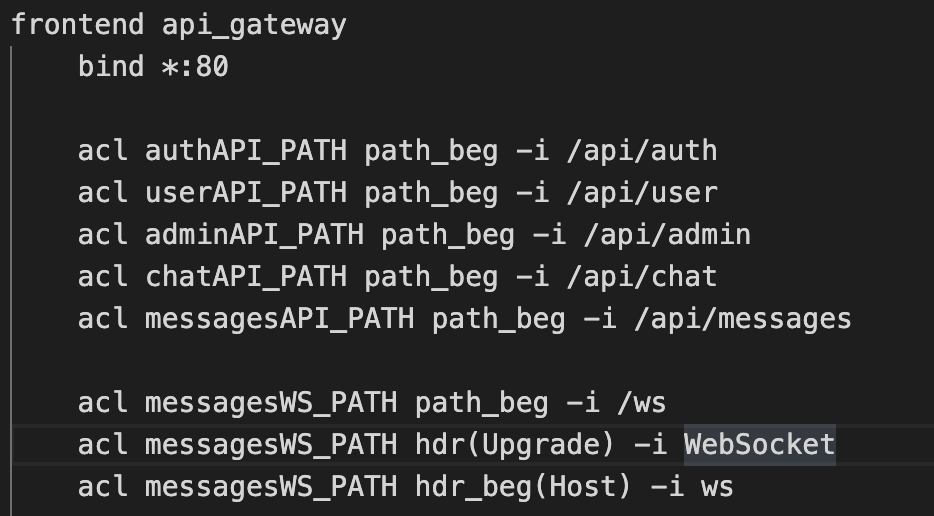 frontend api_gateway
bind *:80
acl authAPI_PATH path_beg -i /api/auth
acl userAPI_PATH path_beg -i /api/user
acl adminAPI_PATH path_beg -i /api/admin
acl chatAPI_PATH path_beg -i /api/chat
acl messagesAPI_PATH path_beg -i /api/messages
acl messagesWS_PATH path_beg -i /ws
acl messagesWS_PATH hdr(Upgrade) -i WebSocket
acl messagesWS_PATH hdr_beg(Host) -i ws